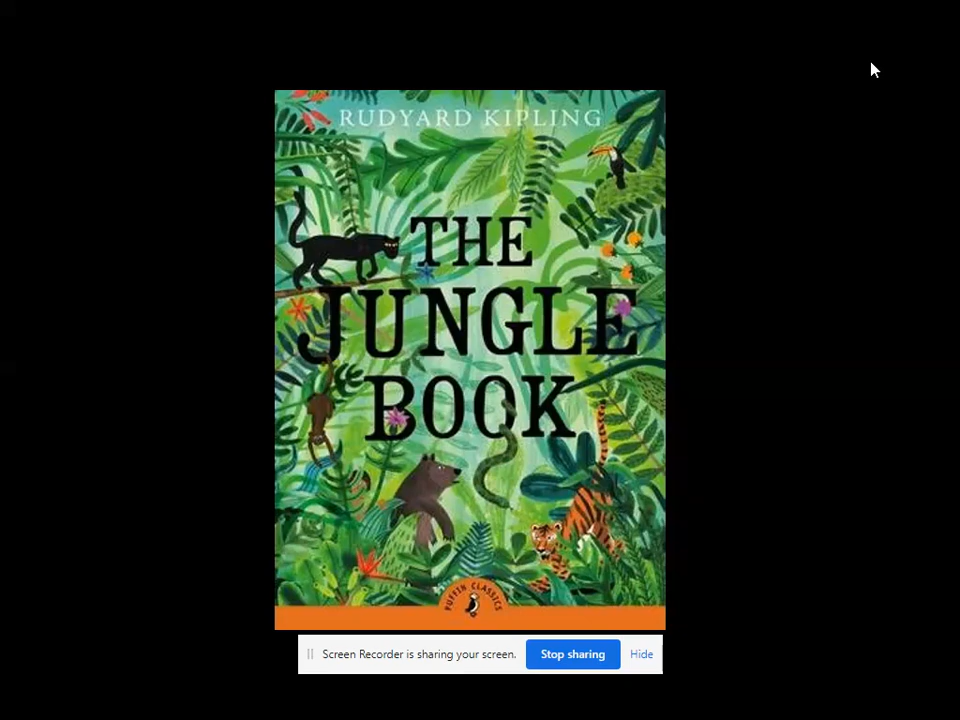 RUDYARD KIPLING
THE
JUNGLE
BOOK
PUFFIN CLASSICS
Screen Recorder is sharing your screen. Stop sharing Hide